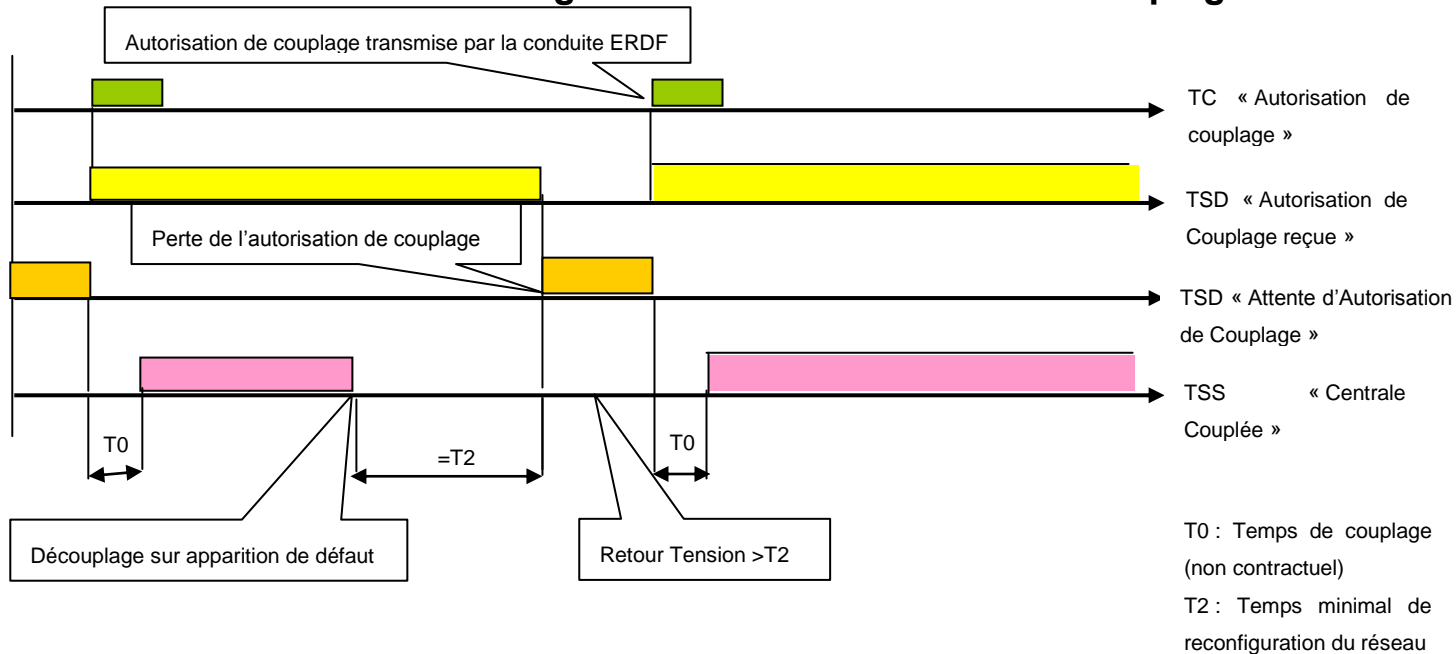 Autorisation de couplage transmise par la conduite ERDF
TC « Autorisation de
couplage »
TSD « Autorisation de
Couplage reçue »
Perte de l’autorisation de couplage
TSD « Attente d’Autorisation
de Couplage »
TSS « Centrale
Couplée »
T0
=T2
T0
Découplage sur apparition de défaut
Retour Tension >T2
T0 : Temps de couplage
(non contractuel)
T2 : Temps minimal de
reconfiguration du réseau